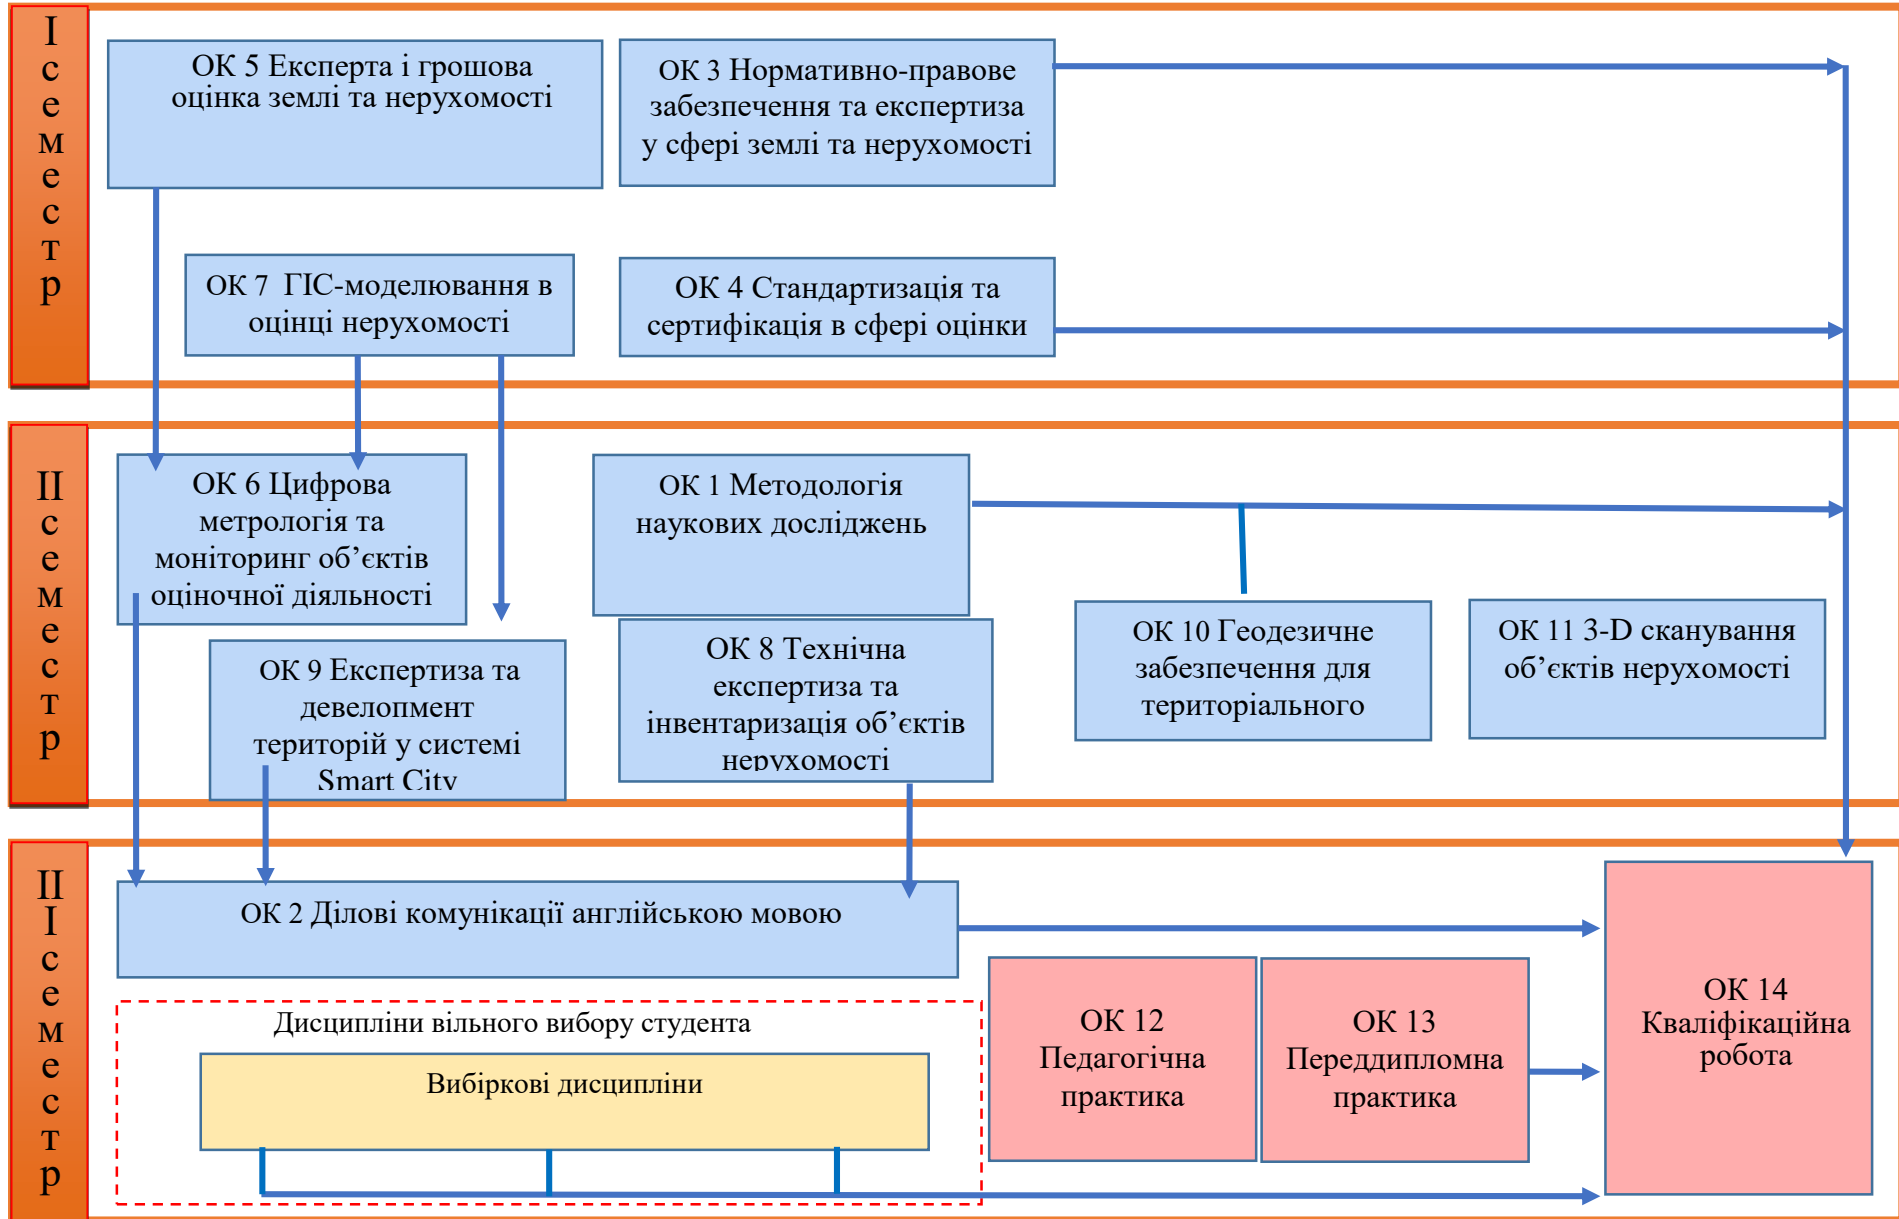 І
с
е
м
е
с
т
р
ОК 5 Експерта і грошова
оцінка землі та нерухомості
ОК 3 Нормативно-правове
забезпечення та експертиза
у сфері землі та нерухомості
ОК 7 ГІС-моделювання в
оцінці нерухомості
ОК 4 Стандартизація та
сертифікація в сфері оцінки
ІІ
с
е
м
е
с
т
р
ОК 6 Цифрова
метрологія та
моніторинг об’єктів
оціночної діяльності
ОК 1 Методологія
наукових досліджень
ОК 9 Експертиза та
девелопмент
територій у системі
Smart City
ОК 8 Технічна
експертиза та
інвентаризація об’єктів
нерухомості
ОК 10 Геодезичне
забезпечення для
територіального
ОК 11 3-D сканування
об’єктів нерухомості
ІІ
І
с
е
м
е
с
т
р
ОК 2 Ділові комунікації англійською мовою
Дисципліни вільного вибору студента
Вибіркові дисципліни
ОК 12
Педагогічна
практика
ОК 13
Переддипломна
практика
ОК 14
Кваліфікаційна
робота